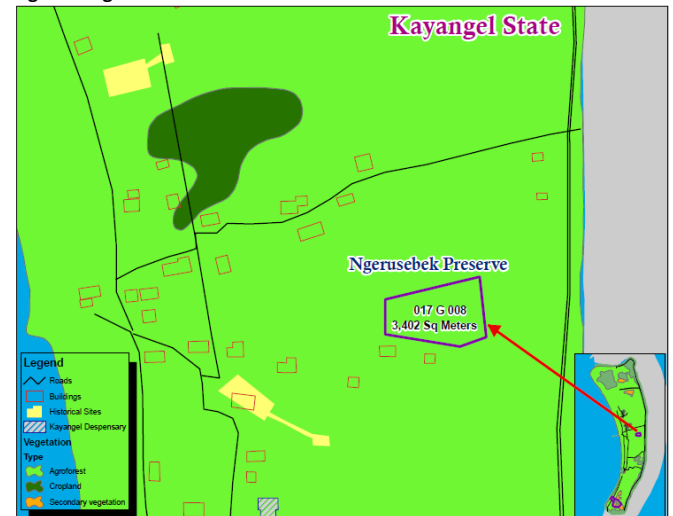 Kayangel State
Ngerusebek Preserve
017 G 008
3,402 Sq Meters
Legend
Roads
Buildings
Historical Sites
Kayangel Despensary
Vegetation
Type
Agroforest
Cropland
Secondary vegetation